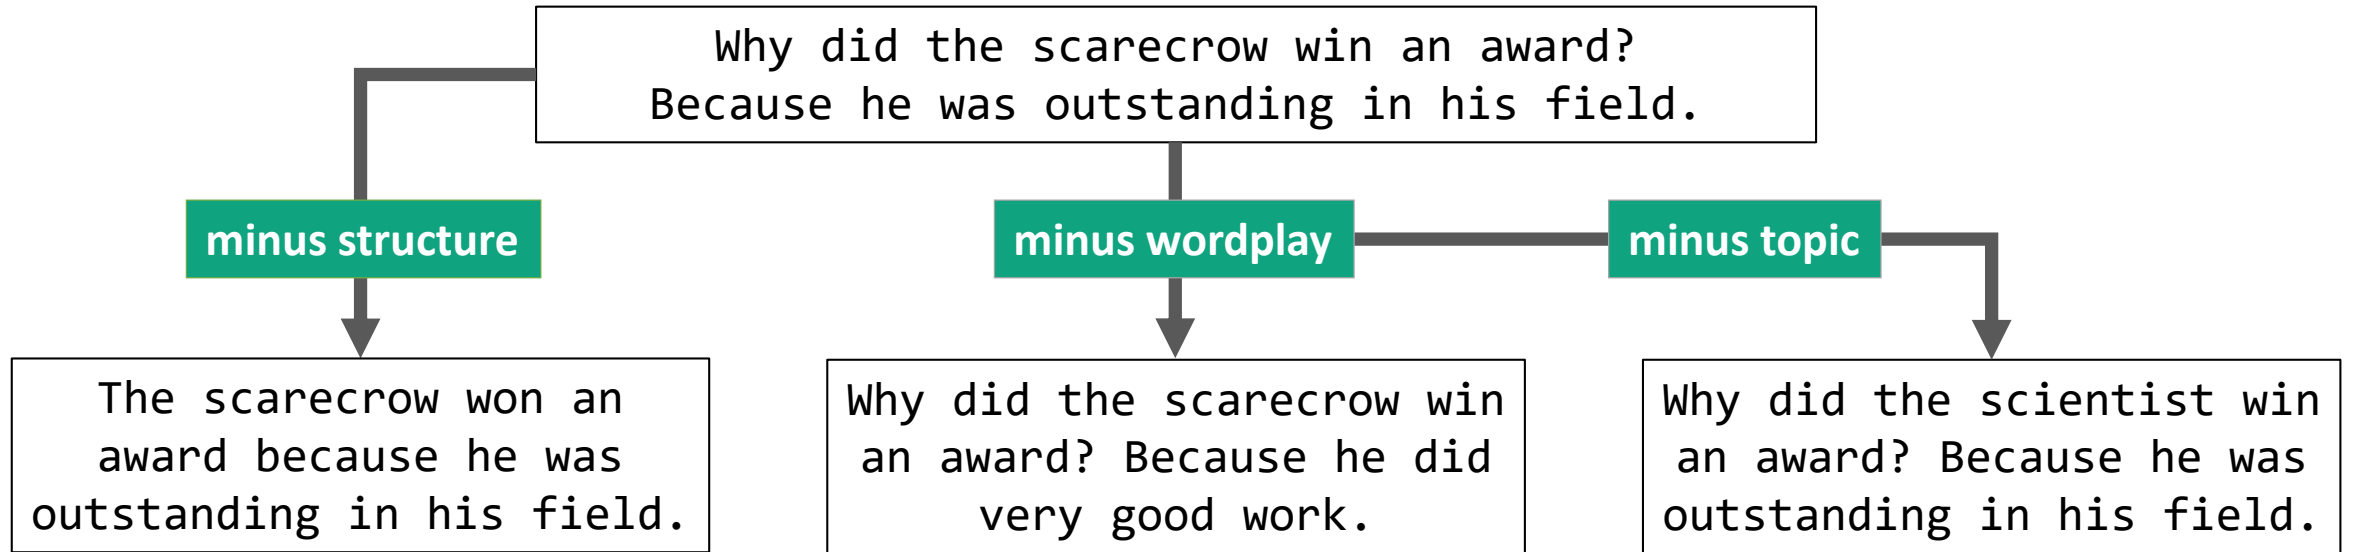 Why did the scarecrow win an award?
Because he was outstanding in his field.
minus structure
minus wordplay
minus topic
The scarecrow won an
award because he was
outstanding in his field.
Why did the scarecrow win
an award? Because he did
very good work.
Why did the scientist win
an award? Because he was
outstanding in his field.